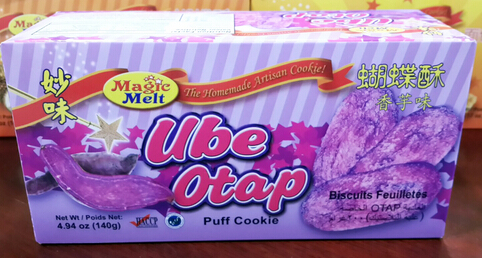 妙味
Magic
Melt
The Homemade Artisan Cookie!
蝴蝶酥
香芋味
Ube
Otap
Puff Cookie
Biscuits Feuilletés
OTAP
Net Wt / Poids Net:
4.94 oz (140g)
HACCP